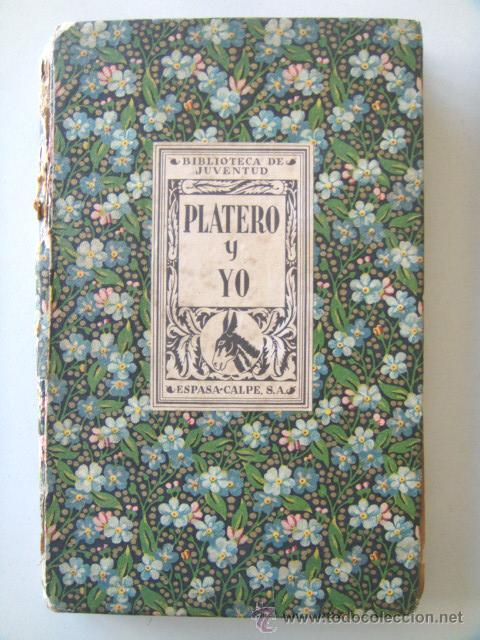 BIBLIOTECA DE
JUVENTUD
PLATERO
y
YO
ESPASA-CALPE, S.A.
www.todocoleccion.net